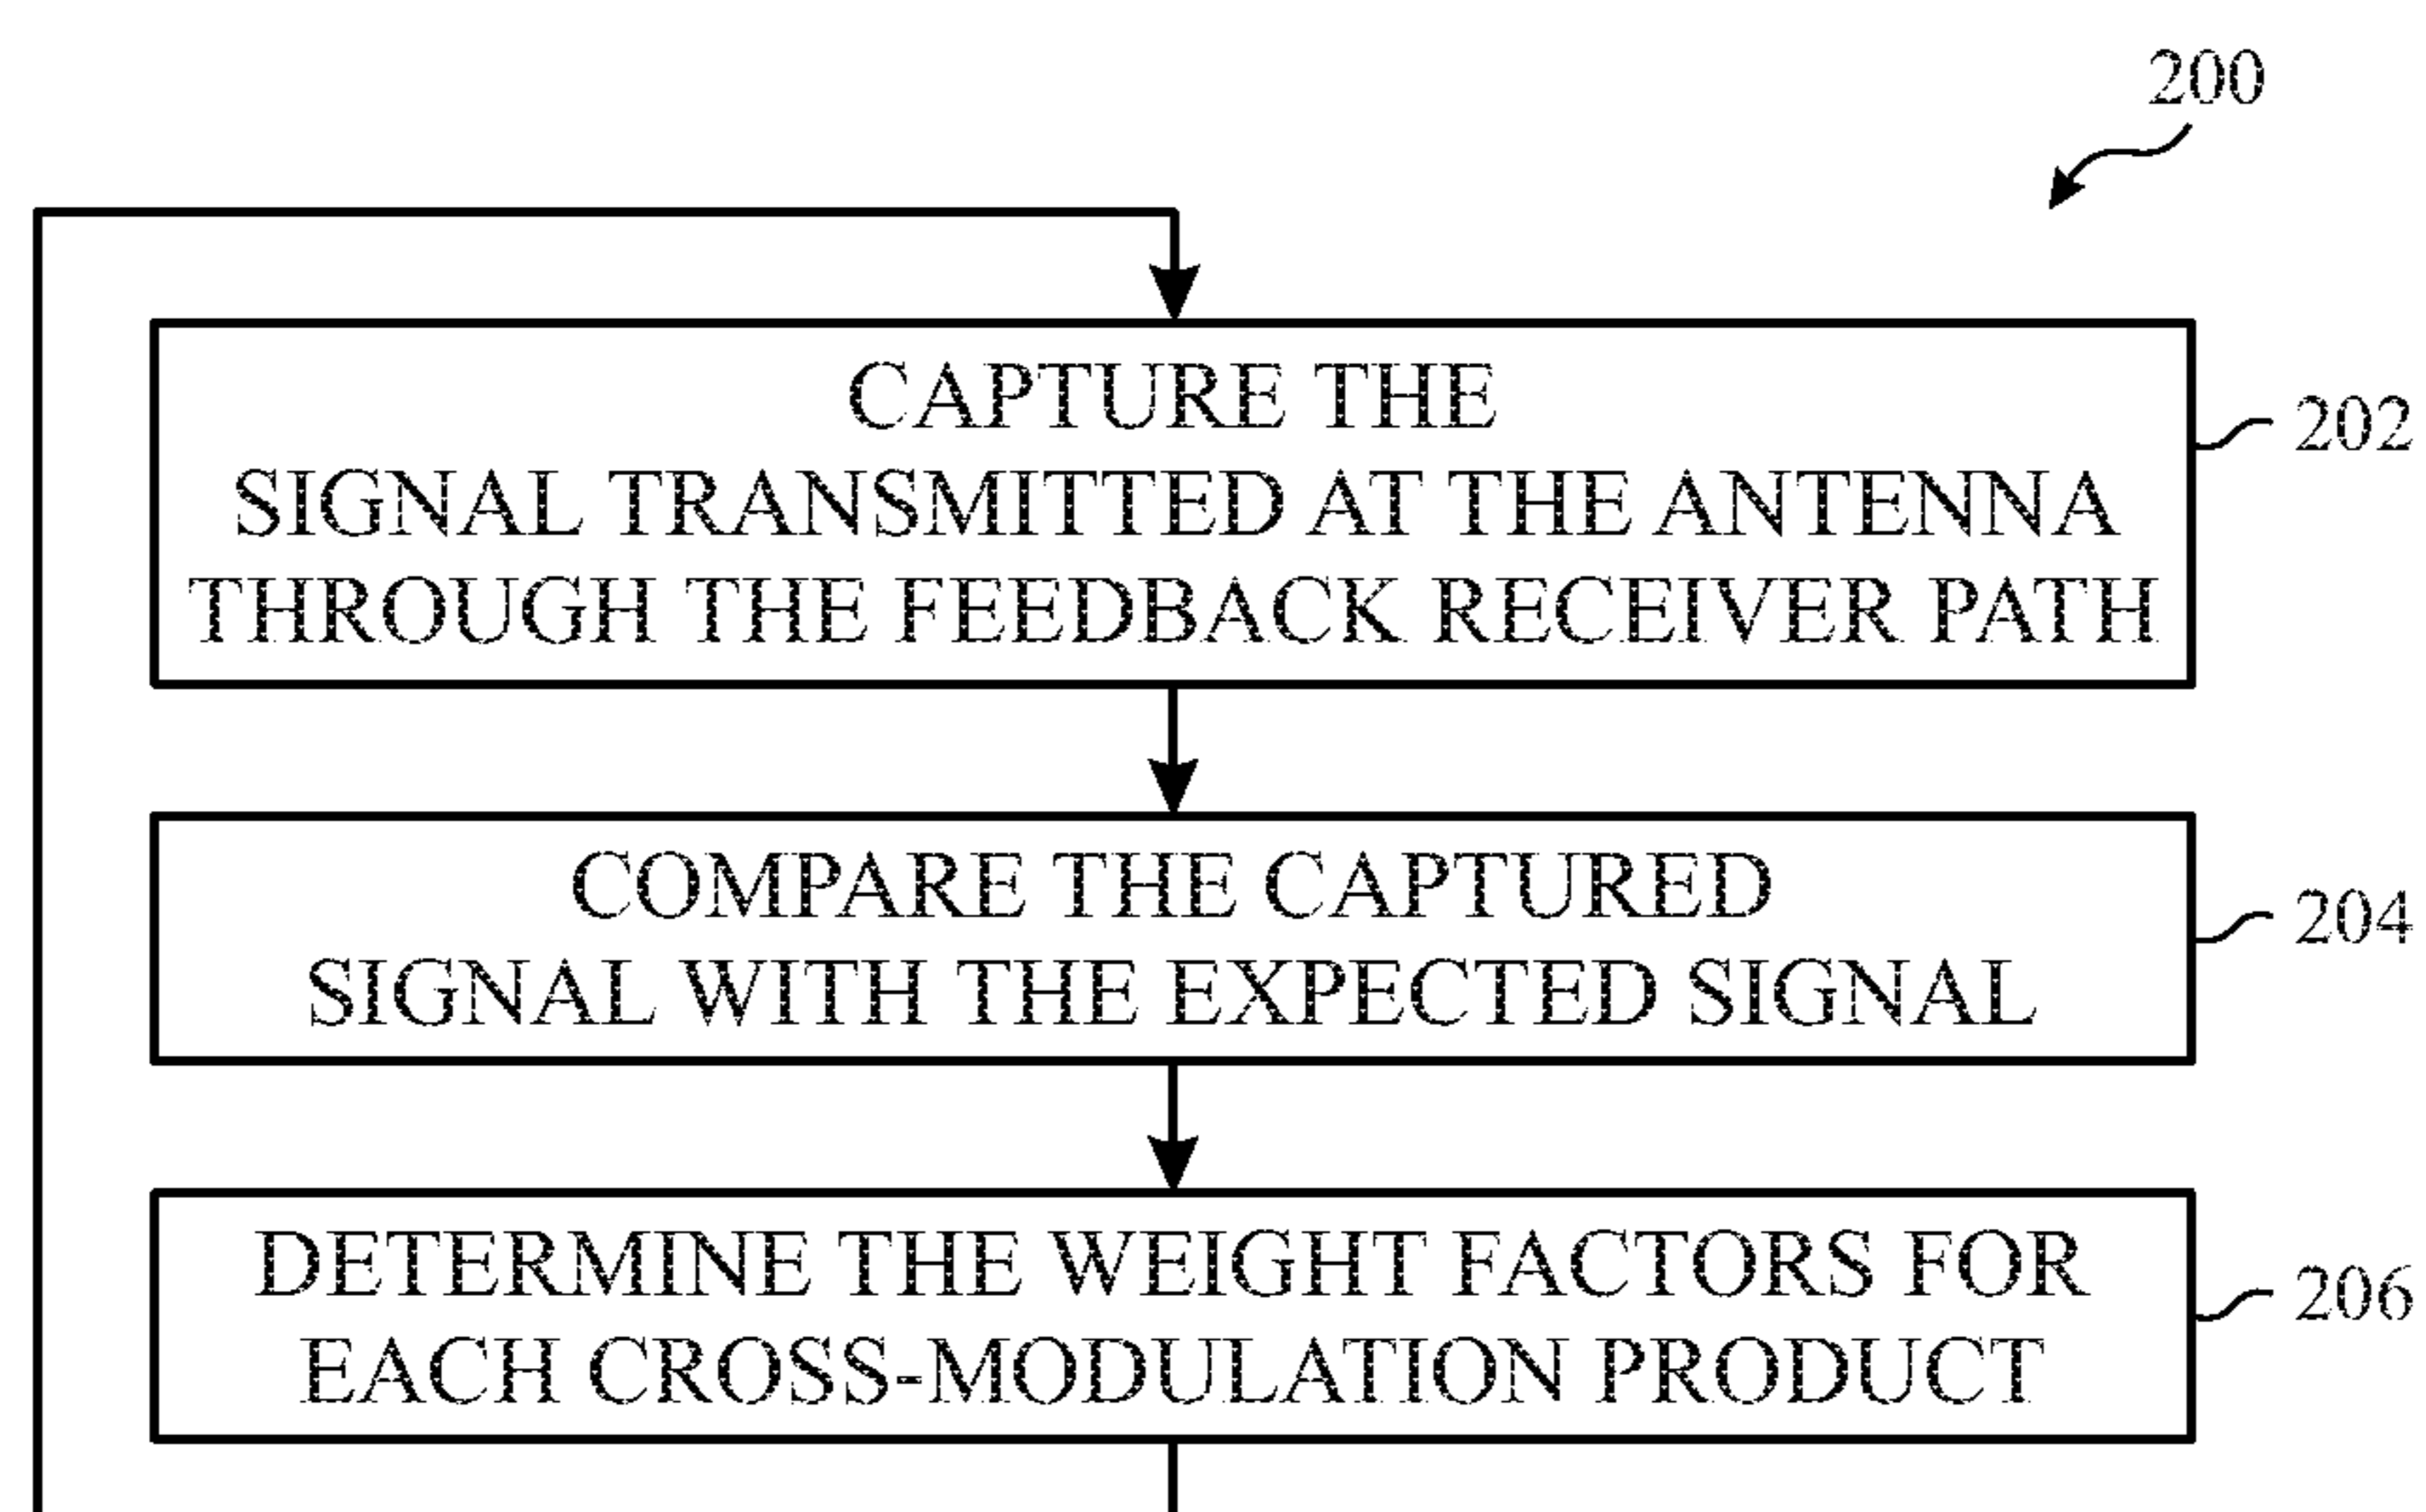 200
CAPTURE THE
SIGNAL TRANSMITTED AT THE ANTENNA
THROUGH THE FEEDBACK RECEIVER PATH
202
COMPARE THE CAPTURED
SIGNAL WITH THE EXPECTED SIGNAL
204
DETERMINE THE WEIGHT FACTORS FOR
EACH CROSS-MODULATION PRODUCT
206